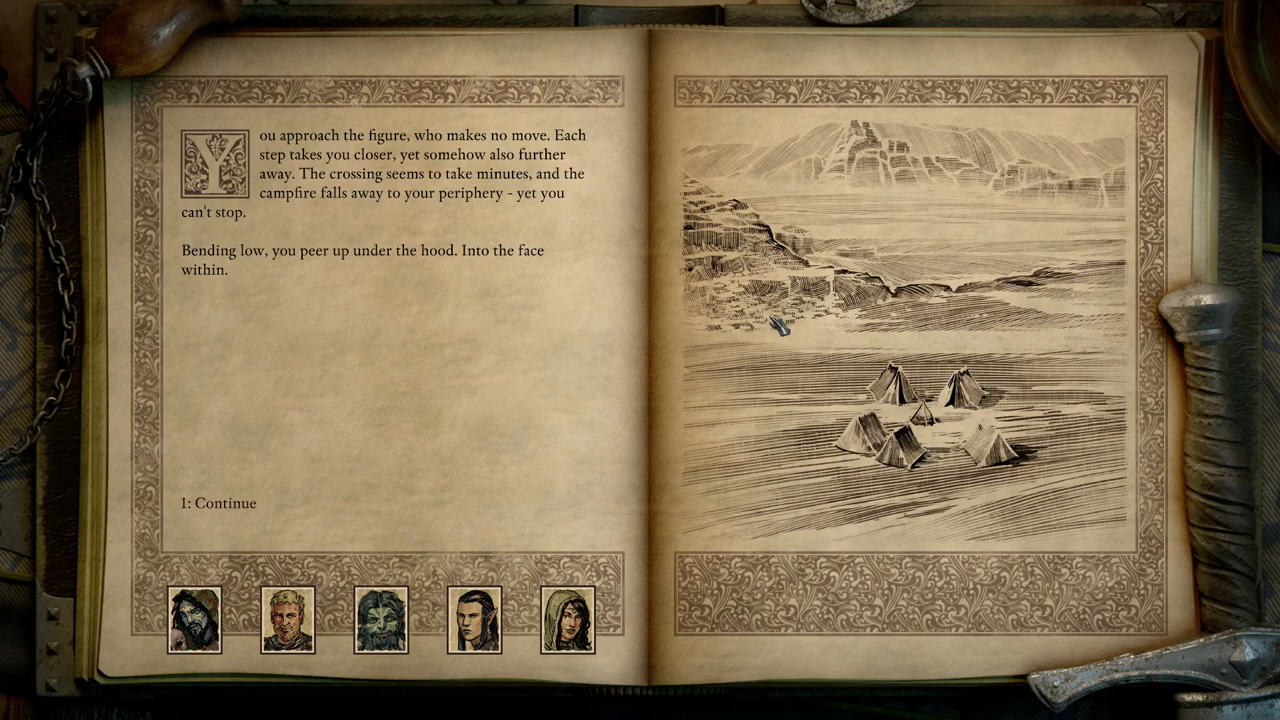 You approach the figure, who makes no move. Each
step takes you closer, yet somehow also further
away. The crossing seems to take minutes, and the
campfire falls away to your periphery - yet you
can't stop.
Bending low, you peer up under the hood. Into the face
within.
1: Continue